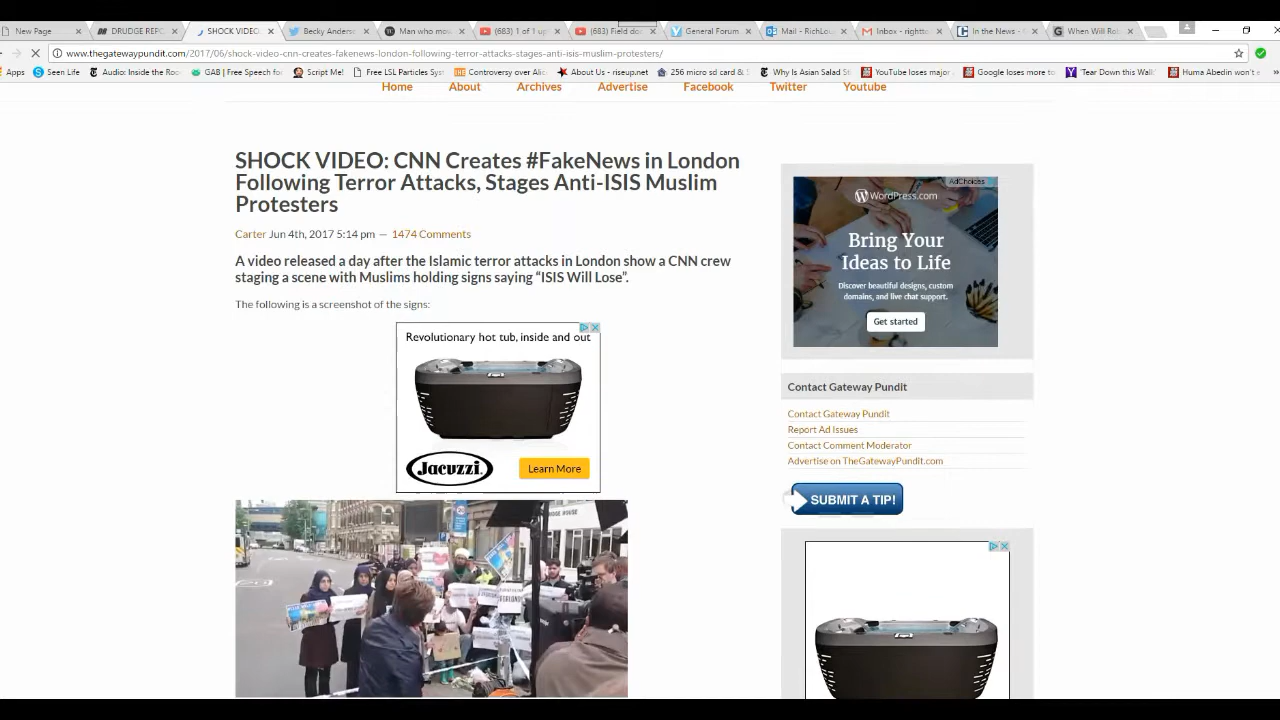 New Page
DRUDGE REPO
SHOCK VIDEO:
Becky Anders
Man who mov
(683) 1 of 1 up
(683) Field do
General Forum
Mail - RichLou
Inbox - rightto
In the News -
When Will Ro
www.thegatewaypundit.com/2017/06/shock-video-cnn-creates-fakenews-london-following-terror-attacks-stages-anti-isis-muslim-protesters/
Apps
Seen Life
Audio: Inside the Roo
GAB | Free Speech fo
Script Me!
Free LSL Particles Sys
Controversy over Alic
About Us - riseup.net
256 micro sd card &
Why Is Asian Salad St
YouTube loses major
Google loses more to
'Tear Down this Wall'
Huma Abedin won't e
Home
About
Archives
Advertise
Facebook
Twitter
Youtube
SHOCK VIDEO: CNN Creates #FakeNews in London
Following Terror Attacks, Stages Anti-ISIS Muslim
Protesters
Carter Jun 4th, 2017 5:14 pm — 1474 Comments
A video released a day after the Islamic terror attacks in London show a CNN crew
staging a scene with Muslims holding signs saying “ISIS Will Lose”.
The following is a screenshot of the signs:
Revolutionary hot tub, inside and out
JACUZZI
Learn More
AdChoices
WordPress.com
Bring Your
Ideas to Life
Discover beautiful designs, custom
domains, and live chat support.
Get started
Contact Gateway Pundit
Contact Gateway Pundit
Report Ad Issues
Contact Comment Moderator
Advertise on TheGatewayPundit.com
SUBMIT A TIP!